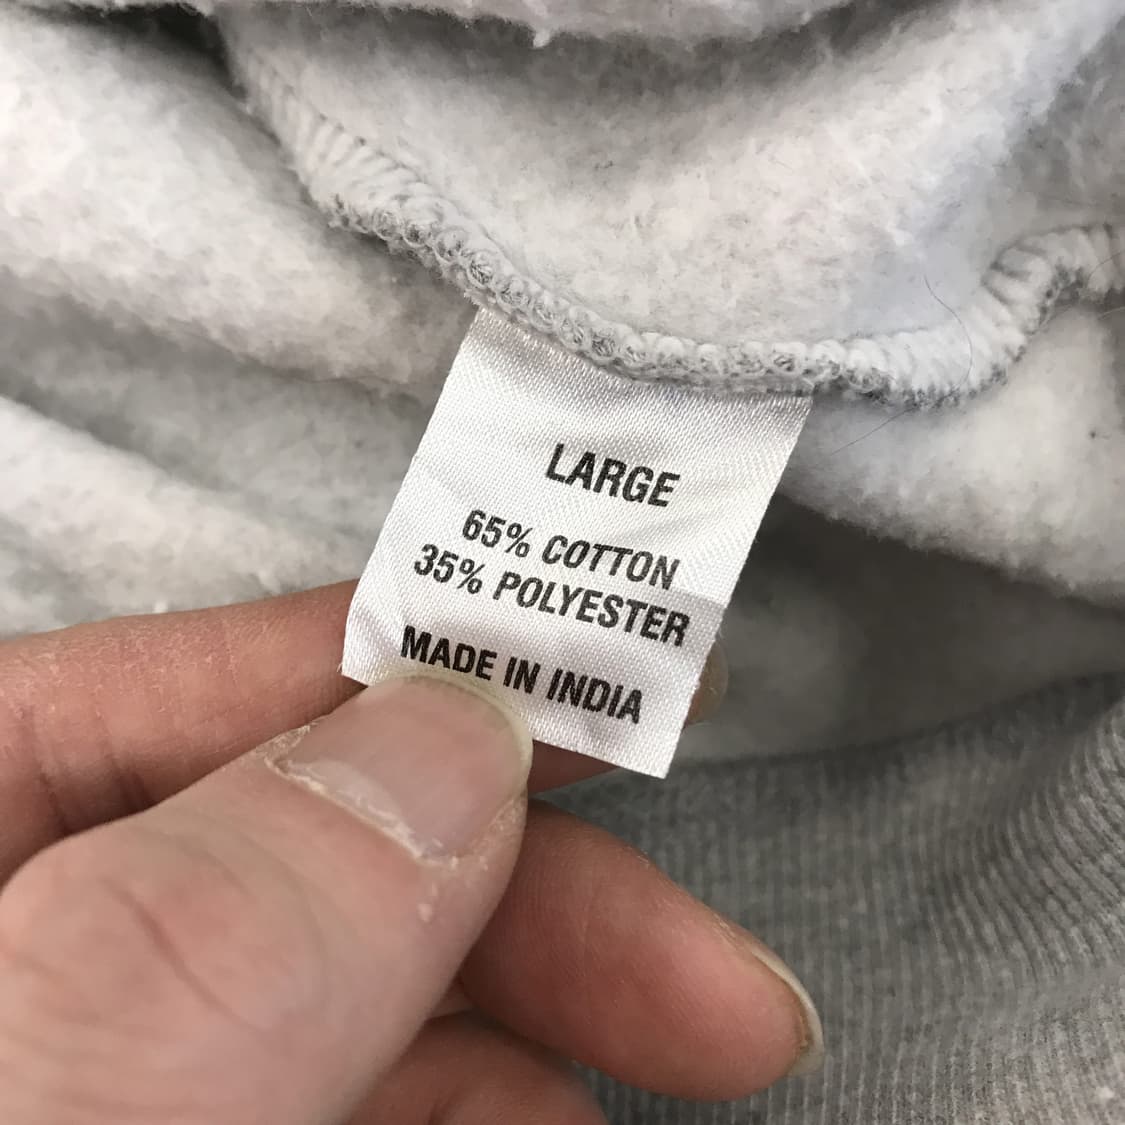 LARGE
65% COTTON
35% POLYESTER
MADE IN INDIA